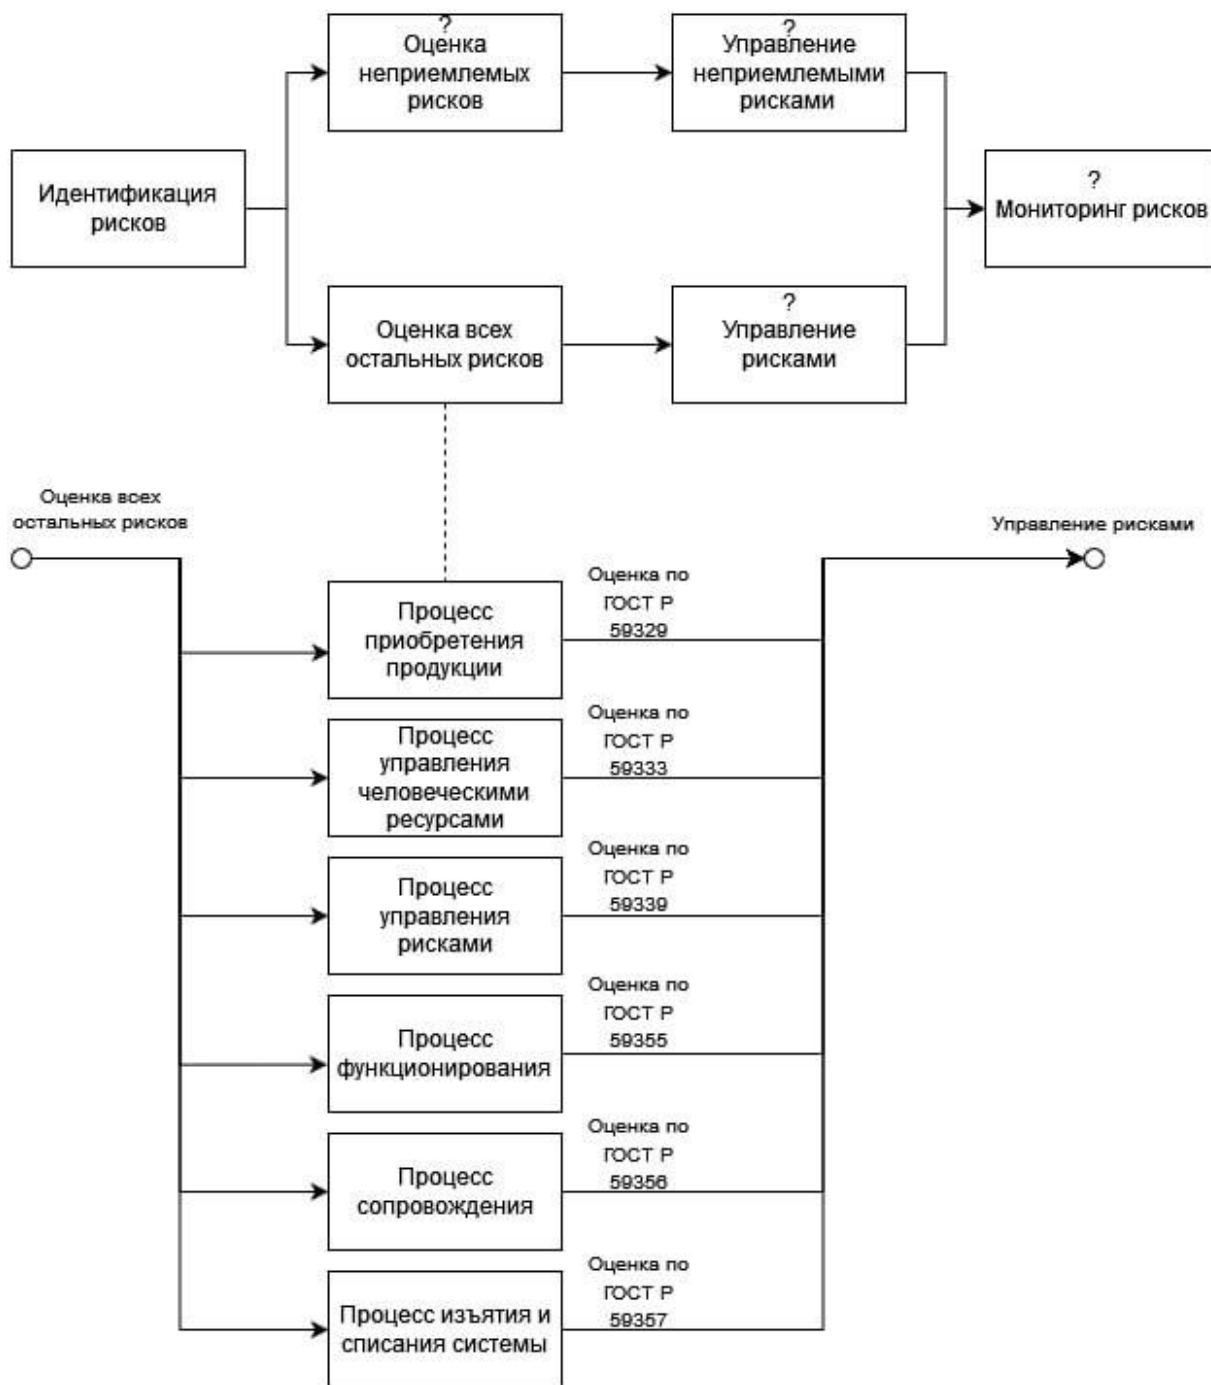 ?
Оценка
неприемлемых
рисков
?
Управление
неприемлемыми
рисками
Идентификация
рисков
?
Мониторинг рисков
Оценка всех
остальных рисков
?
Управление
рисками
Оценка всех
остальных рисков
Управление рисками
Процесс
приобретения
продукции
Оценка по
ГОСТ Р
59329
Процесс
управления
человеческими
ресурсами
Оценка по
ГОСТ Р
59333
Процесс
управления
рисками
Оценка по
ГОСТ Р
59339
Процесс
функционирования
Оценка по
ГОСТ Р
59355
Процесс
сопровождения
Оценка по
ГОСТ Р
59356
Процесс изъятия и
списания системы
Оценка по
ГОСТ Р
59357